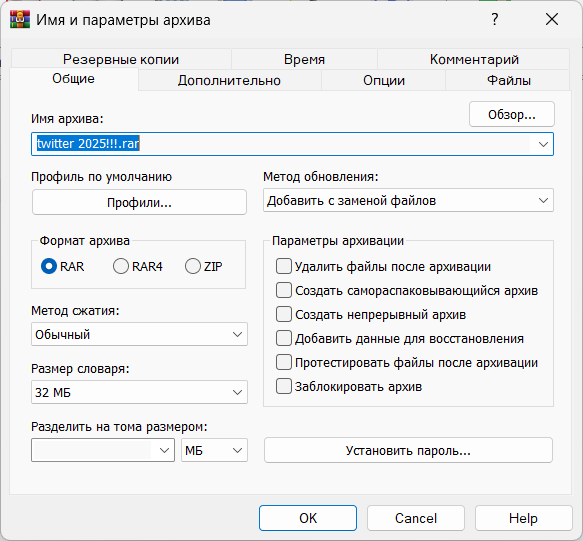 Имя и параметры архива
?
Резервные копии Время Комментарий
Общие Дополнительно Опции Файлы
Имя архива:
Обзор...
twitter 2025!!!.rar
Профиль по умолчанию
Метод обновления:
Профили...
Добавить с заменой файлов
Формат архива
Параметры архивации
RAR RAR4 ZIP
Удалить файлы после архивации
Создать самораспаковывающийся архив
Метод сжатия:
Создать непрерывный архив
Обычный
Добавить данные для восстановления
Размер словаря:
Протестировать файлы после архивации
32 МБ
Заблокировать архив
Разделить на тома размером:
МБ
Установить пароль...
OK Cancel Help